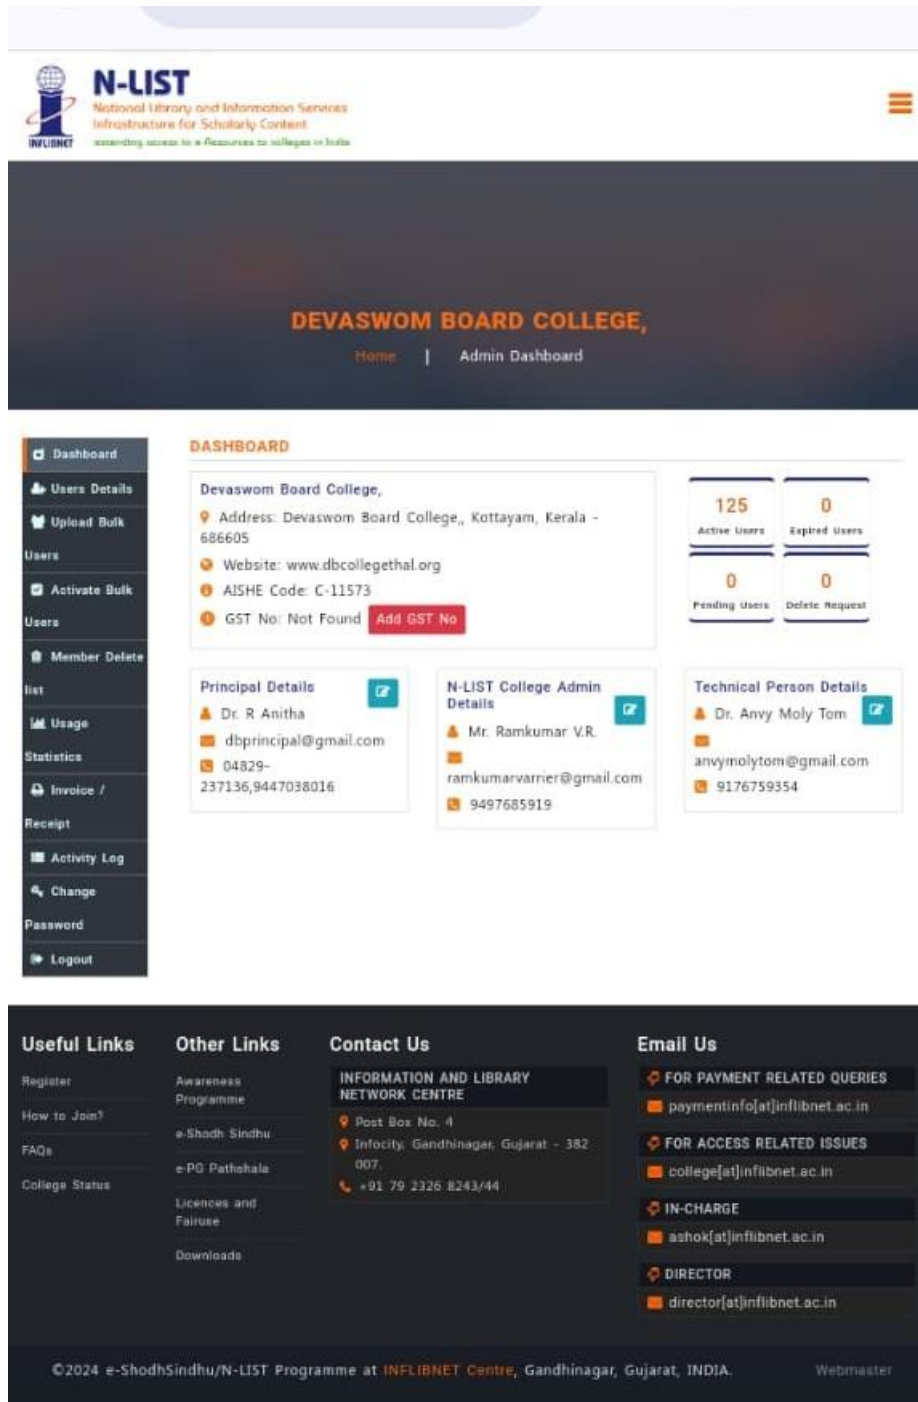 N-LIST
National Library and Information Services
Infrastructure for Scholarly Content
extending access to e-Resources to colleges in India
INFLIBNET
DEVASWOM BOARD COLLEGE,
Home | Admin Dashboard
Dashboard
Users Details
Upload Bulk
Users
Activate Bulk
Users
Member Delete
list
Usage
Statistics
Invoice /
Receipt
Activity Log
Change
Password
Logout
DASHBOARD
Devaswom Board College,
Address: Devaswom Board College,, Kottayam, Kerala -
686605
Website: www.dbcollegethal.org
AISHE Code: C-11573
GST No: Not Found Add GST No
125
Active Users
0
Expired Users
0
Pending Users
0
Delete Request
Principal Details
Dr. R Anitha
dbprincipal@gmail.com
04829-
237136,9447038016
N-LIST College Admin
Details
Mr. Ramkumar V.R.
ramkumarvarrier@gmail.com
9497685919
Technical Person Details
Dr. Anvy Moly Tom
anvymolytom@gmail.com
9176759354
Useful Links
Register
How to Join?
FAQs
College Status
Other Links
Awareness
Programme
e-Shodh Sindhu
e-PG Pathshala
Licences and
Fairuse
Downloads
Contact Us
INFORMATION AND LIBRARY
NETWORK CENTRE
Post Box No. 4
Infocity, Gandhinagar, Gujarat - 382
007.
+91 79 2326 8243/44
Email Us
FOR PAYMENT RELATED QUERIES
paymentinfo[at]inflibnet.ac.in
FOR ACCESS RELATED ISSUES
college[at]inflibnet.ac.in
IN-CHARGE
ashok[at]inflibnet.ac.in
DIRECTOR
director[at]inflibnet.ac.in
©2024 e-ShodhSindhu/N-LIST Programme at INFLIBNET Centre, Gandhinagar, Gujarat, INDIA. Webmaster